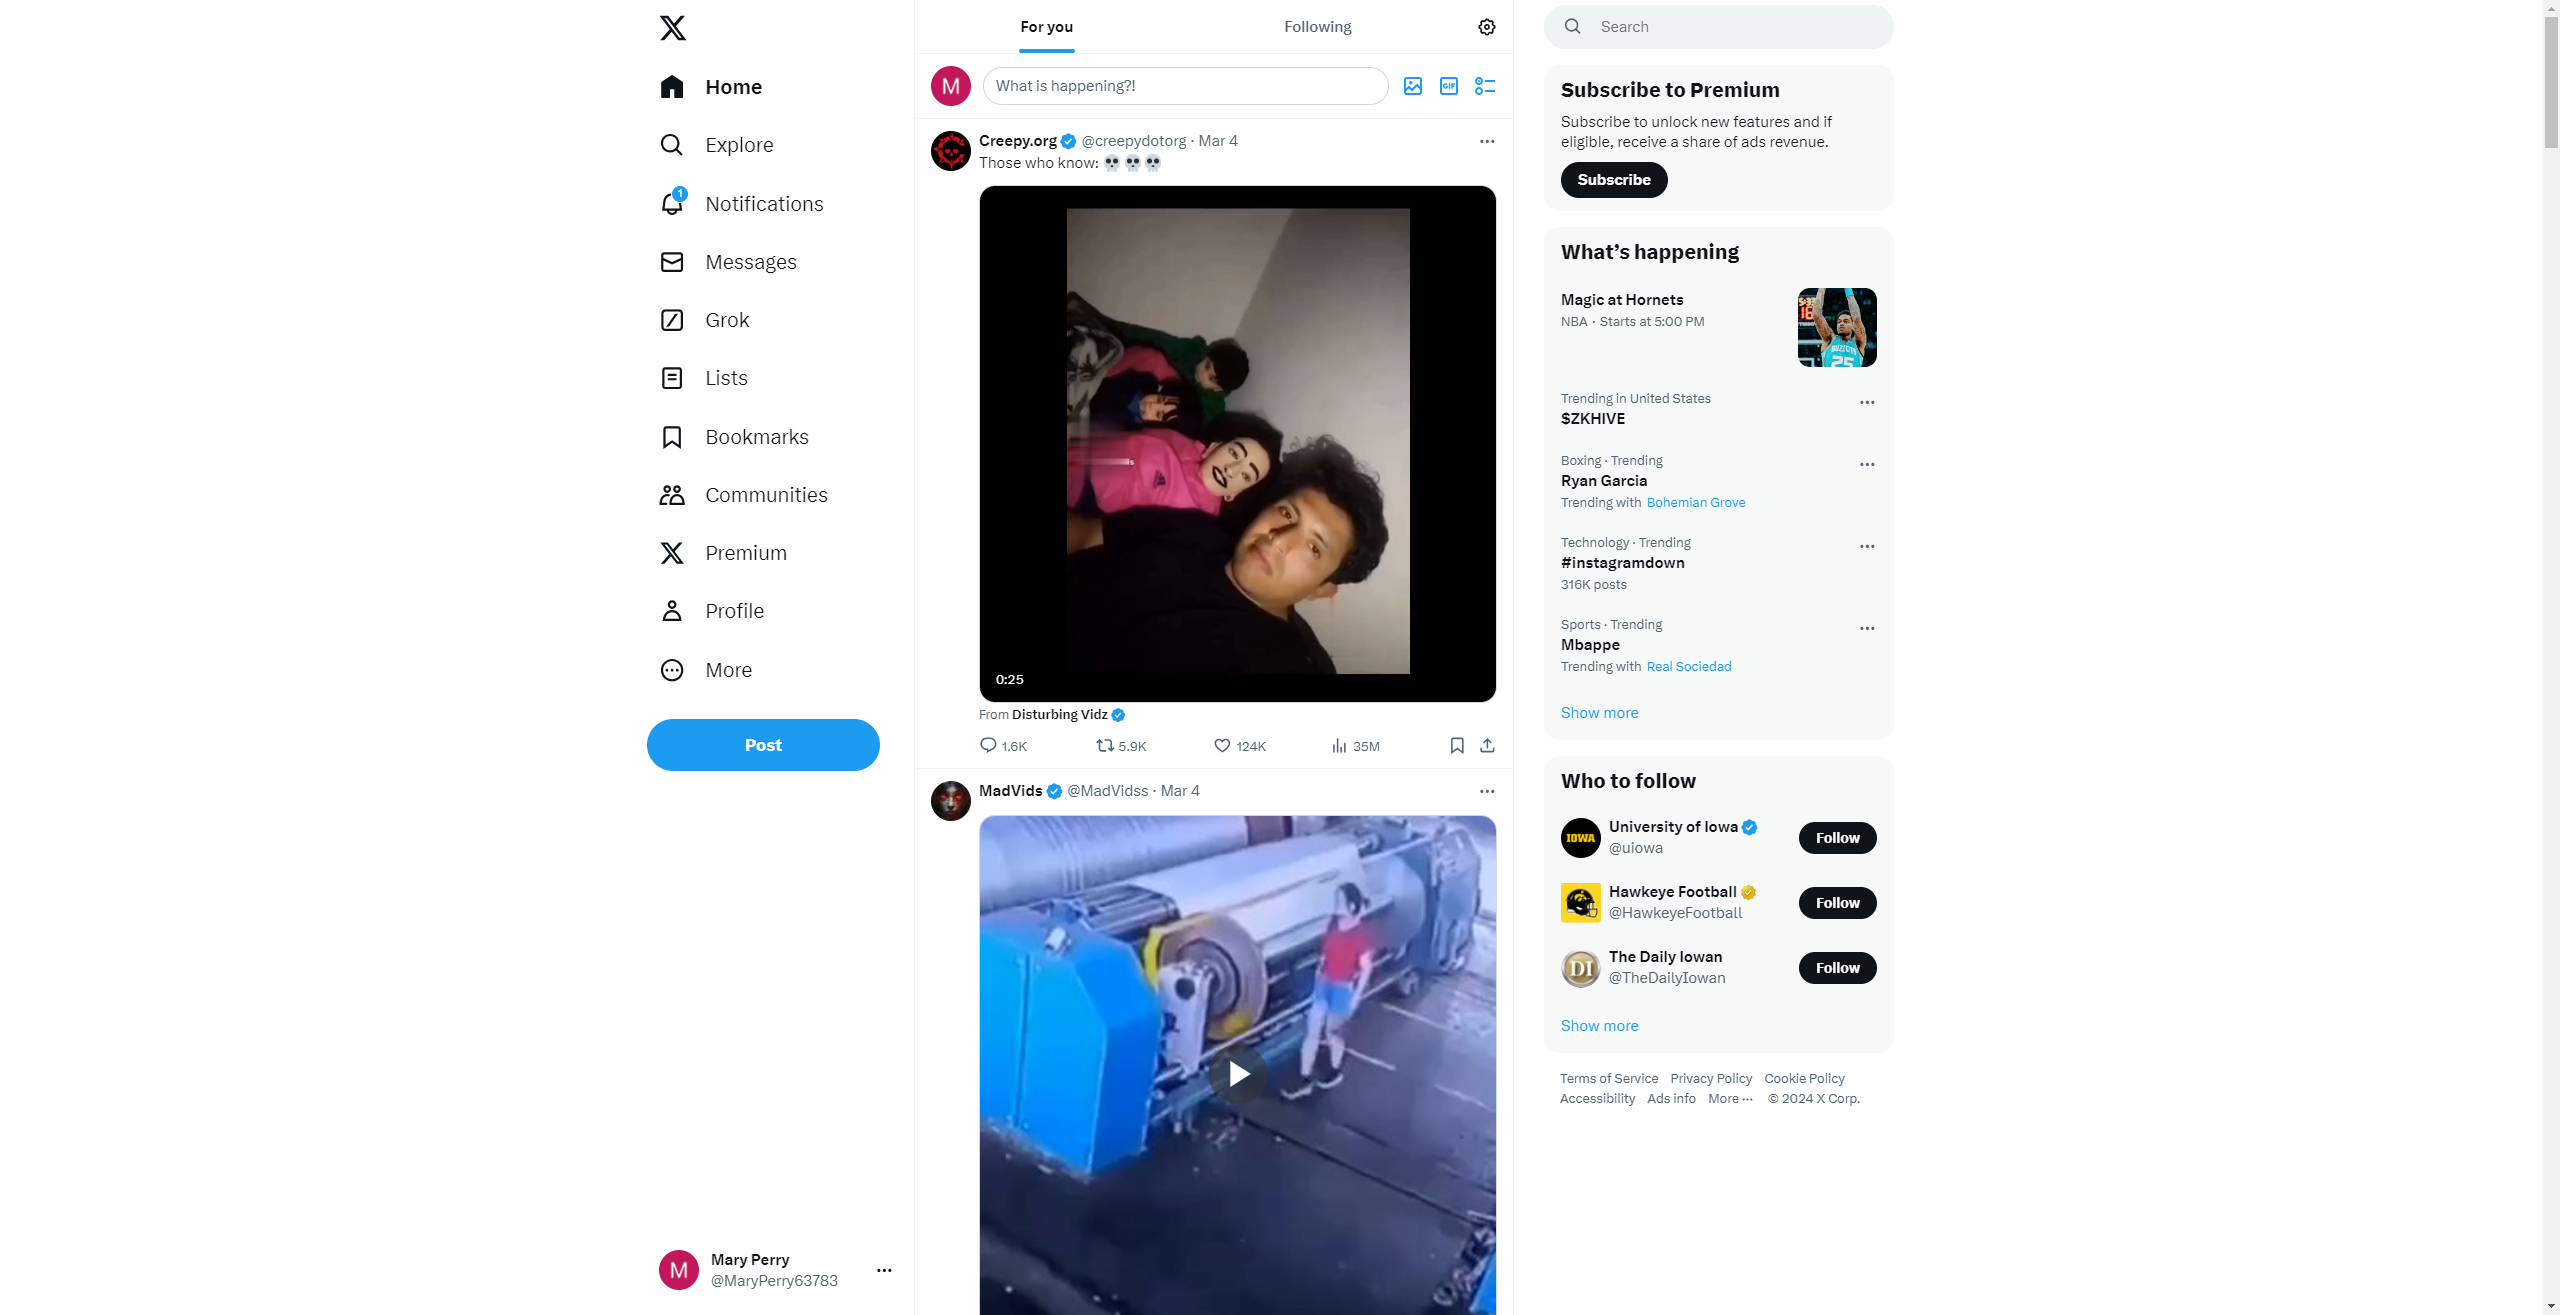 Home
Explore
1
Notifications
Messages
Grok
Lists
Bookmarks
Communities
Premium
Profile
More
Post
M
Mary Perry
@MaryPerry63783
For you
Following
M
What is happening?!
GIF
Creepy.org @creepydotorg · Mar 4
Those who know: 💀💀💀
0:25
From Disturbing Vidz
1.6K 5.9K 124K 35M
MadVids @MadVidss · Mar 4
Search
Subscribe to Premium
Subscribe to unlock new features and if
eligible, receive a share of ads revenue.
Subscribe
What's happening
Magic at Hornets
NBA · Starts at 5:00 PM
25
Trending in United States
$ZKHIVE
Boxing · Trending
Ryan Garcia
Trending with Bohemian Grove
Technology · Trending
#instagramdown
316K posts
Sports · Trending
Mbappe
Trending with Real Sociedad
Show more
Who to follow
IOWA
University of Iowa
@uiowa
Follow
Hawkeye Football
@HawkeyeFootball
Follow
DI
The Daily Iowan
@TheDailyIowan
Follow
Show more
Terms of Service Privacy Policy Cookie Policy
Accessibility Ads info More ··· © 2024 X Corp.